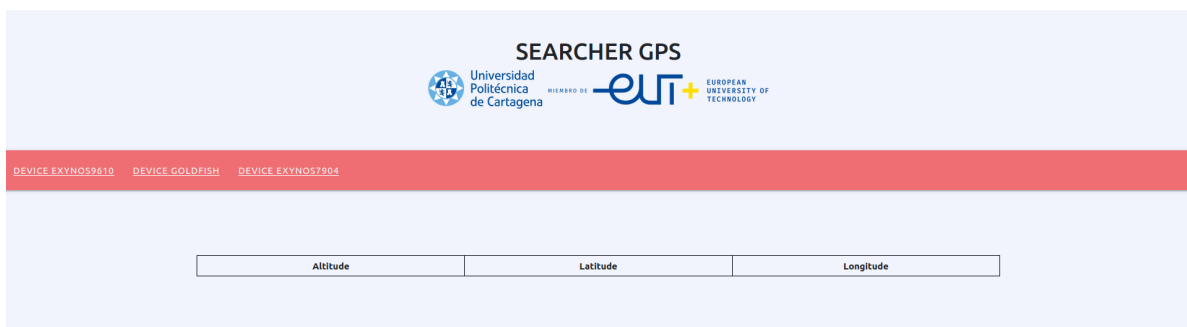 SEARCHER GPS
Universidad
Politécnica
de Cartagena
MIEMBRO DE
eut+
EUROPEAN
UNIVERSITY OF
TECHNOLOGY
DEVICE EXYNOS9610 DEVICE GOLDFISH DEVICE EXYNOS7904
Altitude Latitude Longitude